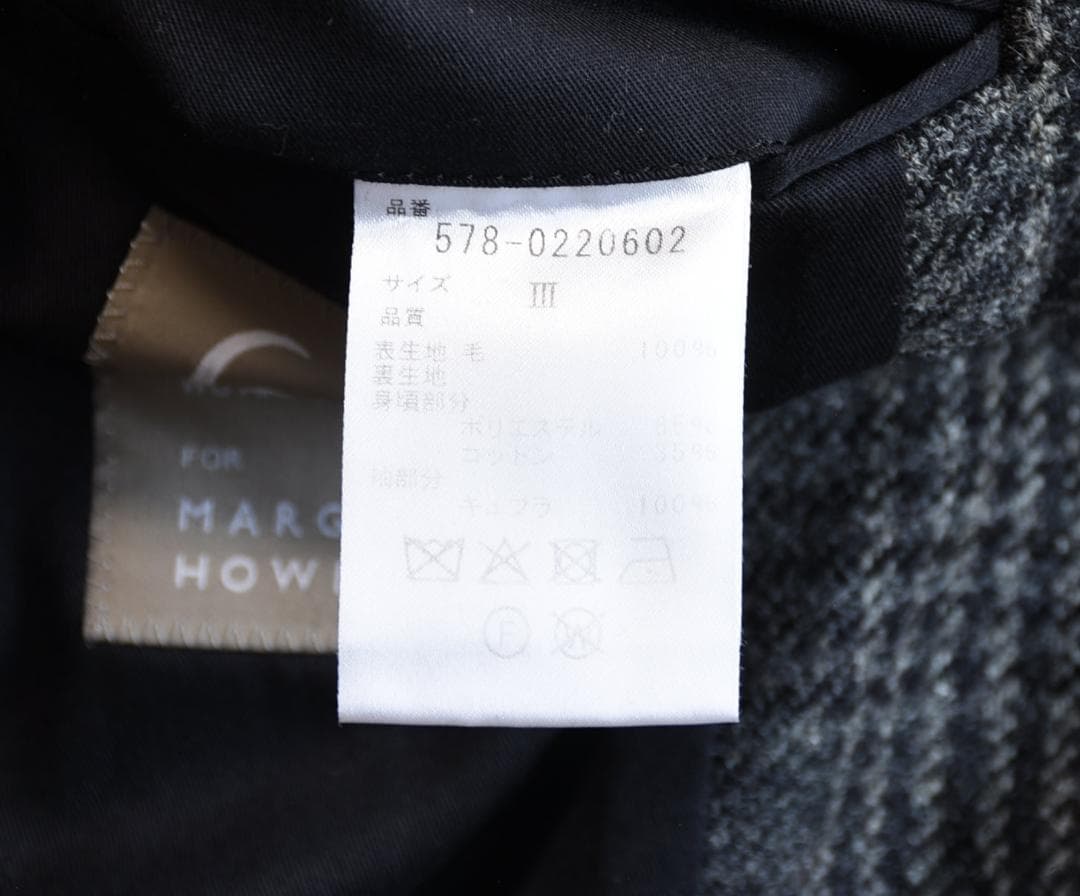 品番
578-0220602
サイズ III
品質
表生地 毛 100%
裏生地
身頃部分
ポリエステル 65%
コットン 35%
袖部分
キュプラ 100%
F
W
FOR
MARG
HOW